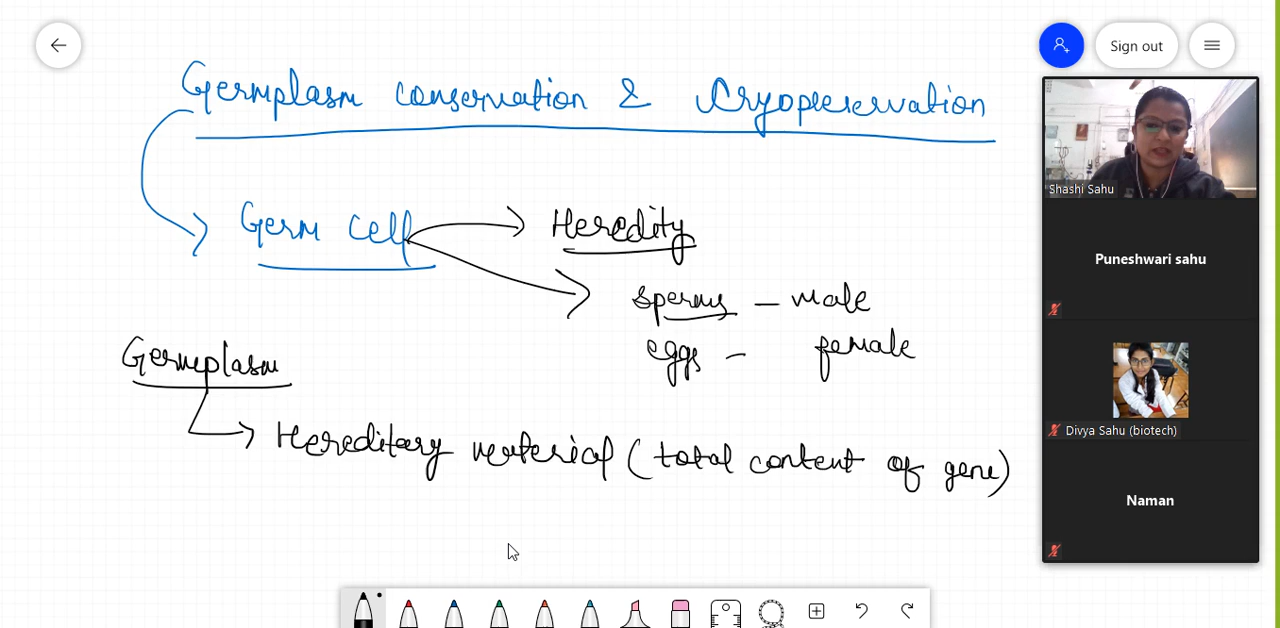 Germplasm conservation & Cryopreservation
Sign out
Germ cell
Heredity
Sperms — male
eggs — female
Germplasm
Hereditary material (total content of gene)
Shashi Sahu
Puneshwari sahu
Divya Sahu (biotech)
Naman